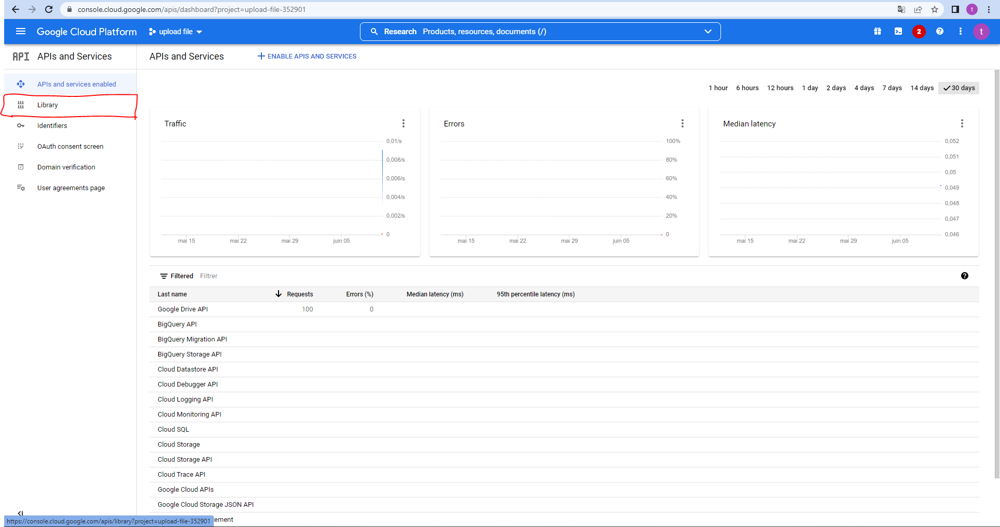 console.cloud.google.com/apis/dashboard?project=upload-file-352901
t
Google Cloud Platform
upload file
Research Products, resources, documents (/)
2
t
API APIs and Services
APIs and Services
ENABLE APIS AND SERVICES
APIs and services enabled
Library
Identifiers
OAuth consent screen
Domain verification
User agreements page
1 hour 6 hours 12 hours 1 day 2 days 4 days 7 days 14 days 30 days
Traffic
0,01/s
0,008/s
0,006/s
0,004/s
0,002/s
0
mai 15 mai 22 mai 29 juin 05
Errors
100%
80%
60%
40%
20%
0
mai 15 mai 22 mai 29 juin 05
Median latency
0,052
0,051
0,05
0,049
0,048
0,047
0,046
mai 15 mai 22 mai 29 juin 05
Filtered Filtrer
Last name Requests Errors (%) Median latency (ms) 95th percentile latency (ms)
Google Drive API 100 0
BigQuery API
BigQuery Migration API
BigQuery Storage API
Cloud Datastore API
Cloud Debugger API
Cloud Logging API
Cloud Monitoring API
Cloud SQL
Cloud Storage
Cloud Storage API
Cloud Trace API
Google Cloud APIs
Google Cloud Storage JSON API
ement
https://console.cloud.google.com/apis/library?project=upload-file-352901